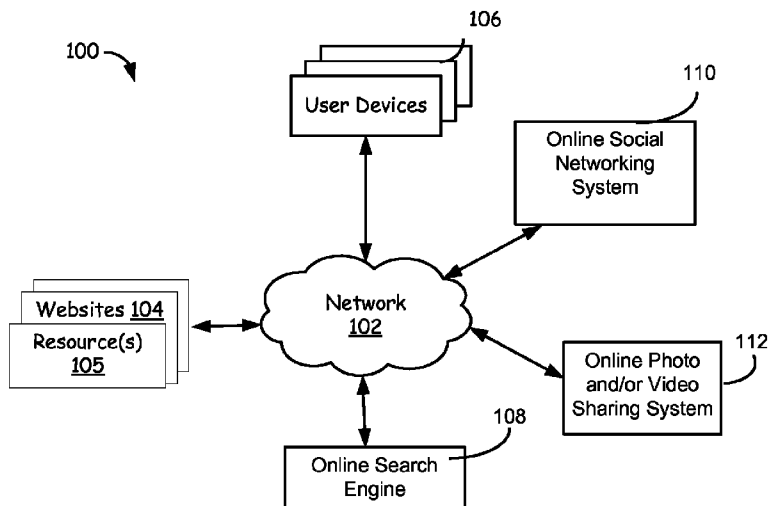 106
100
User Devices
110
Online Social
Networking
System
Websites 104
Resource(s)
105
Network
102
Online Photo
and/or Video
Sharing System
112
108
Online Search
Engine